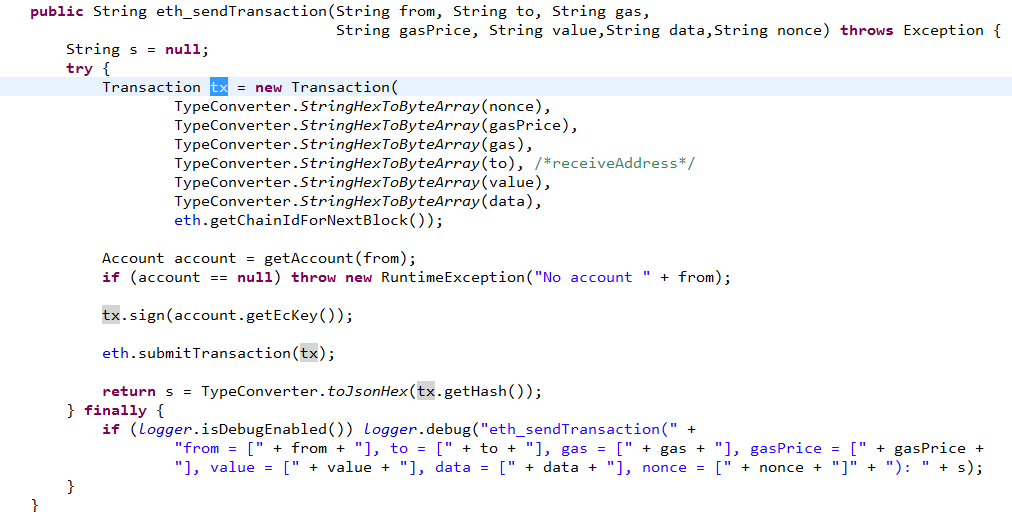 public String eth_sendTransaction(String from, String to, String gas,
String gasPrice, String value,String data,String nonce) throws Exception {
String s = null;
try {
Transaction tx = new Transaction(
TypeConverter.StringHexToByteArray(nonce),
TypeConverter.StringHexToByteArray(gasPrice),
TypeConverter.StringHexToByteArray(gas),
TypeConverter.StringHexToByteArray(to), /*receiveAddress*/
TypeConverter.StringHexToByteArray(value),
TypeConverter.StringHexToByteArray(data),
eth.getChainIdForNextBlock());
Account account = getAccount(from);
if (account == null) throw new RuntimeException("No account " + from);
tx.sign(account.getEcKey());
eth.submitTransaction(tx);
return s = TypeConverter.toJsonHex(tx.getHash());
} finally {
if (logger.isDebugEnabled()) logger.debug("eth_sendTransaction(" +
"from = [" + from + "], to = [" + to + "], gas = [" + gas + "], gasPrice = [" + gasPrice +
"], value = [" + value + "], data = [" + data + "], nonce = [" + nonce + "]" + "): " + s);
}
}